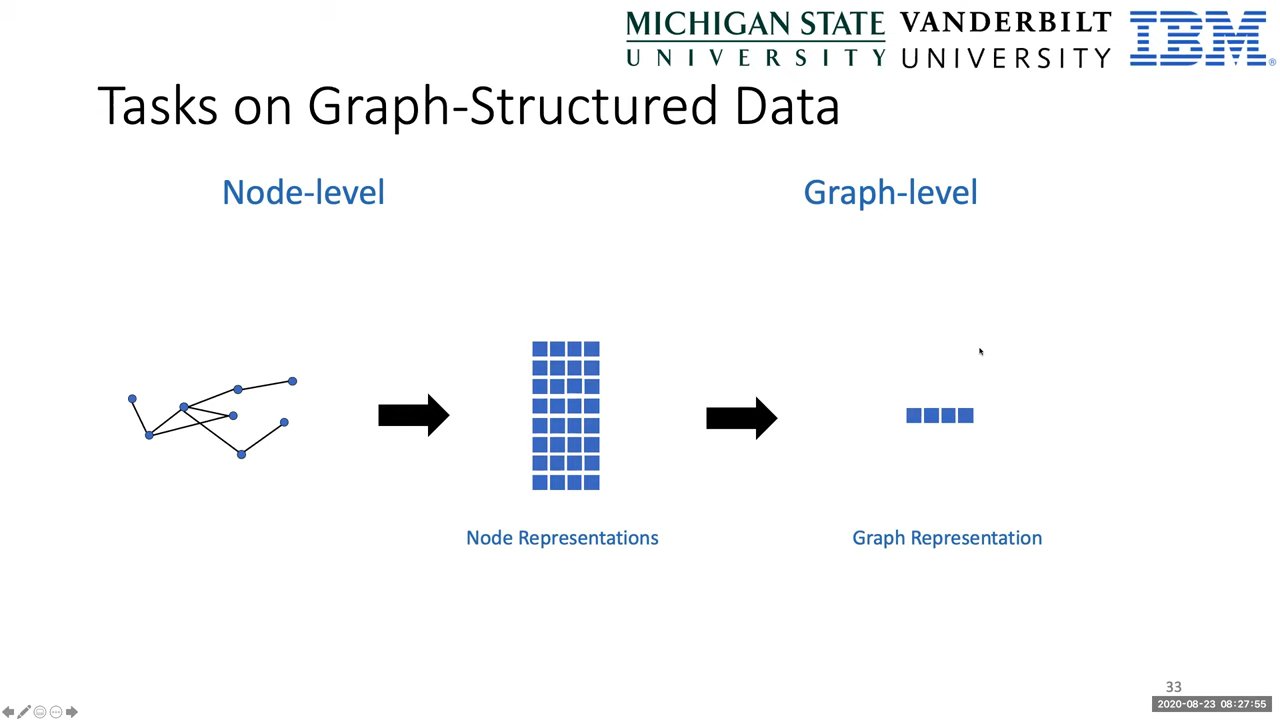 MICHIGAN STATE
UNIVERSITY
VANDERBILT
UNIVERSITY
IBM®
Tasks on Graph-Structured Data
Node-level
Graph-level
Node Representations
Graph Representation
33
2020-08-23 08:27:55